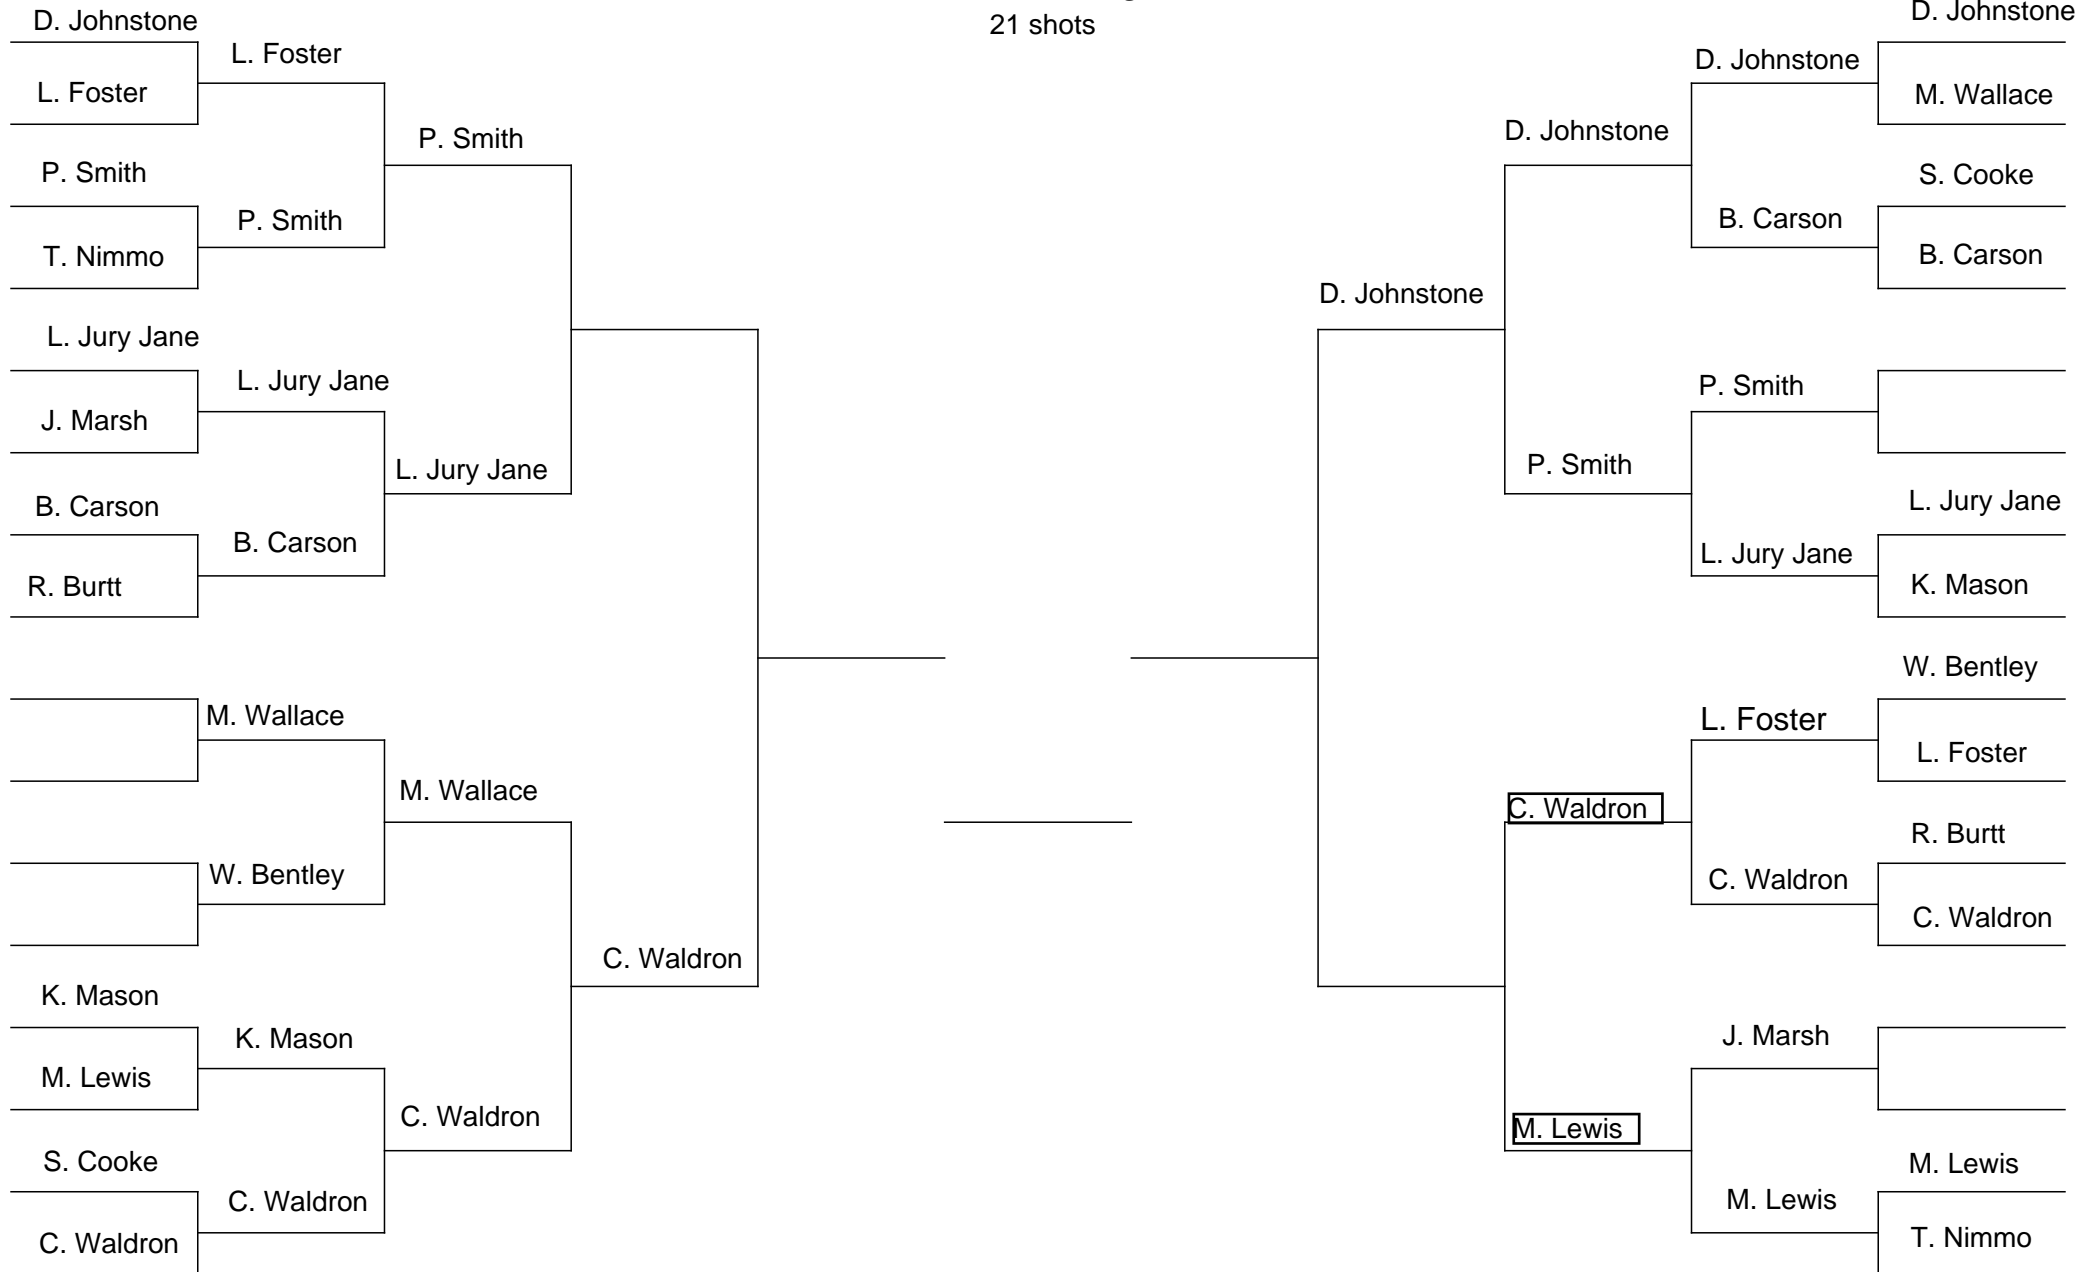 21 shots
D. Johnstone
L. Foster
L. Foster
P. Smith
P. Smith
P. Smith
T. Nimmo
L. Jury Jane
L. Jury Jane
J. Marsh
L. Jury Jane
B. Carson
B. Carson
R. Burtt
M. Wallace
M. Wallace
W. Bentley
C. Waldron
K. Mason
K. Mason
M. Lewis
C. Waldron
S. Cooke
C. Waldron
C. Waldron
D. Johnstone
D. Johnstone
M. Wallace
D. Johnstone
S. Cooke
B. Carson
B. Carson
D. Johnstone
P. Smith
P. Smith
L. Jury Jane
L. Jury Jane
K. Mason
W. Bentley
L. Foster
L. Foster
C. Waldron
R. Burtt
C. Waldron
C. Waldron
J. Marsh
M. Lewis
M. Lewis
M. Lewis
T. Nimmo